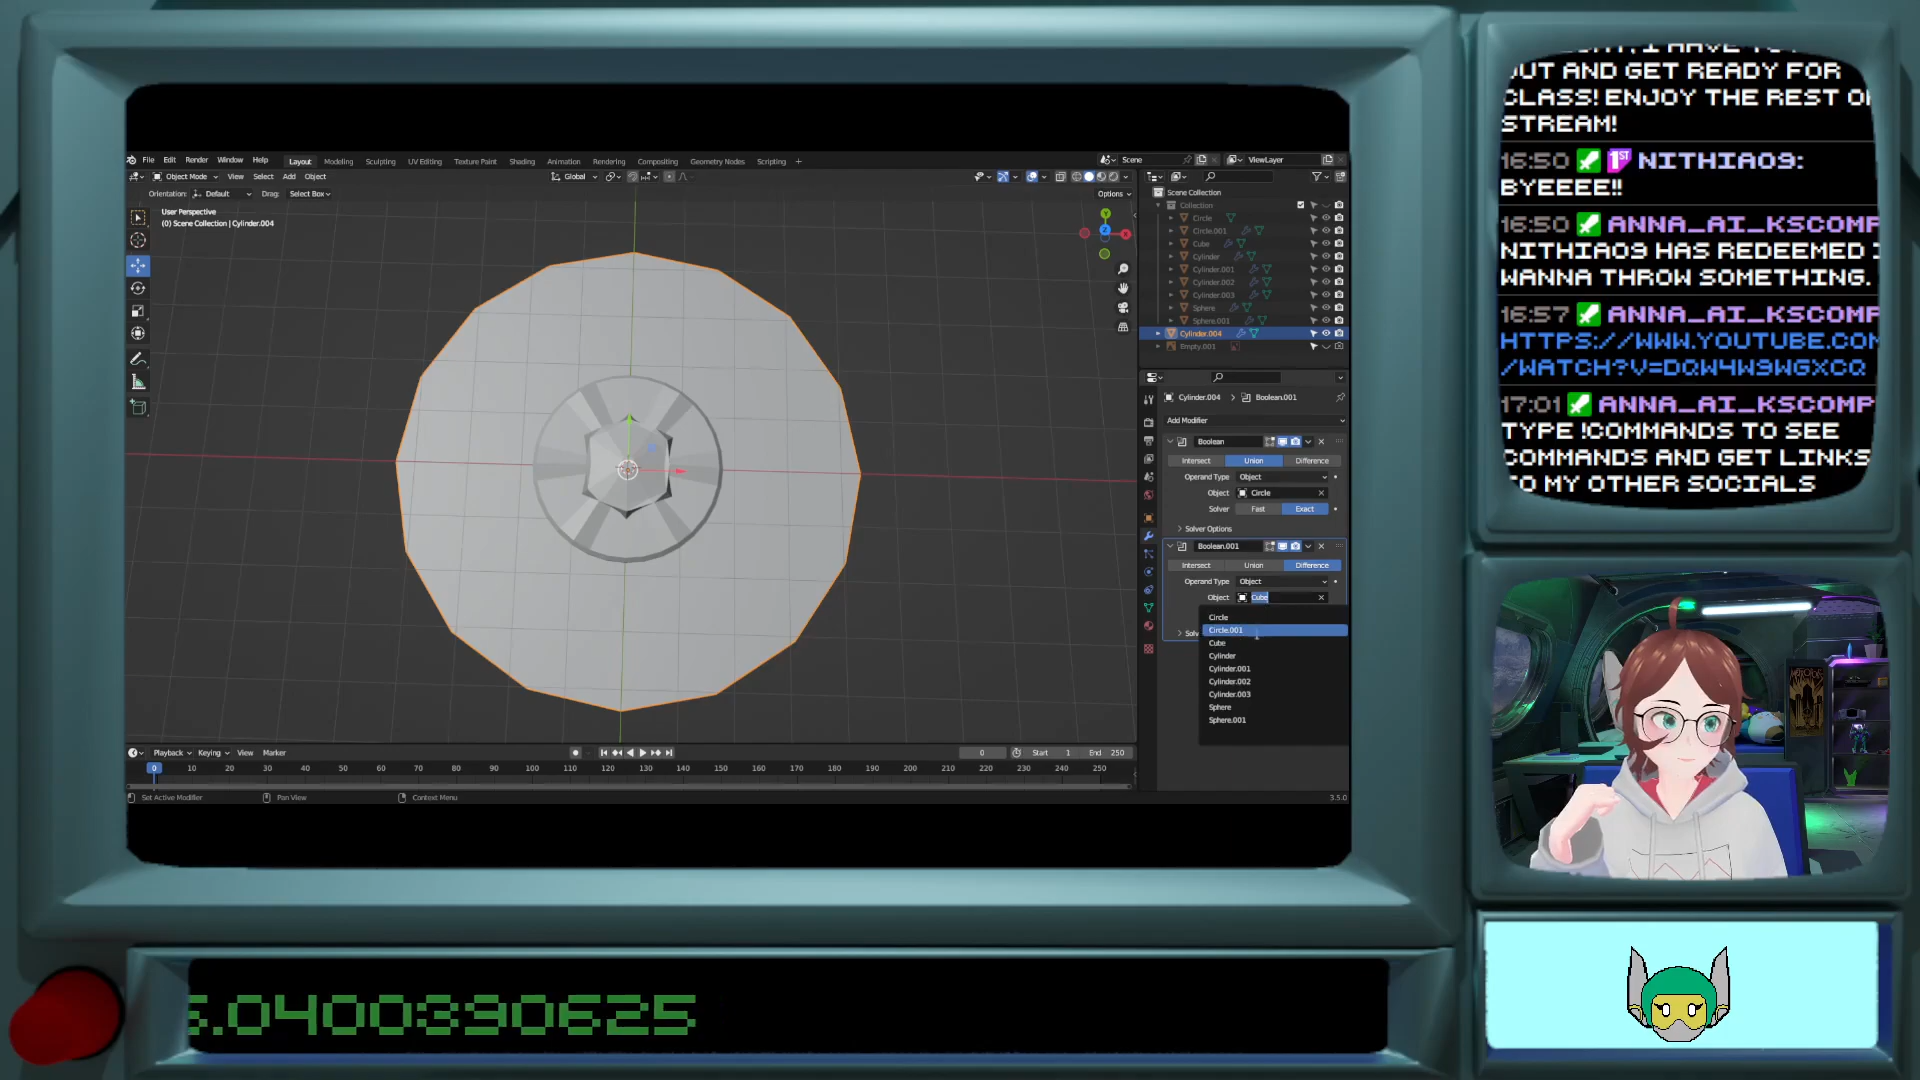 File Edit Render Window Help
Layout Modeling Sculpting UV Editing Texture Paint Shading Animation Rendering Compositing Geometry Nodes Scripting +
Scene ViewLayer
Object Mode View Select Add Object
Global
Orientation: Default Drag: Select Box
Options
User Perspective
(0) Scene Collection | Cylinder.004
Y
Z
X
Scene Collection
Collection
Circle
Circle.001
Cube
Cylinder
Cylinder.001
Cylinder.002
Cylinder.003
Sphere
Sphere.001
Cylinder.004
Empty.001
Cylinder.004 > Boolean.001
Add Modifier
Boolean
Intersect Union Difference
Operand Type Object
Object Circle
Solver Fast Exact
Solver Options
Boolean.001
Intersect Union Difference
Operand Type Object
Object Cube
Solv
Circle
Circle.001
Cube
Cylinder
Cylinder.001
Cylinder.002
Cylinder.003
Sphere
Sphere.001
Playback Keying View Marker
0 Start 1 End 250
0 10 20 30 40 50 60 70 80 90 100 110 120 130 140 150 160 170 180 190 200 210 220 230 240 250
Set Active Modifier Pan View Context Menu
3.5.0
OUT AND GET READY FOR
CLASS! ENJOY THE REST O
STREAM!
16:50 1ST NITHIA09:
BYEEEE!!
16:50 ANNA_AI_KSCOMP
NITHIA09 HAS REDEEMED I
WANNA THROW SOMETHING.
16:57 ANNA_AI_KSCOMP
HTTPS://WWW.YOUTUBE.COM
/WATCH?V=DQW4W9WGXCQ
17:01 ANNA_AI_KSCOMP
TYPE !COMMANDS TO SEE
COMMANDS AND GET LINKS
TO MY OTHER SOCIALS
.0400390625